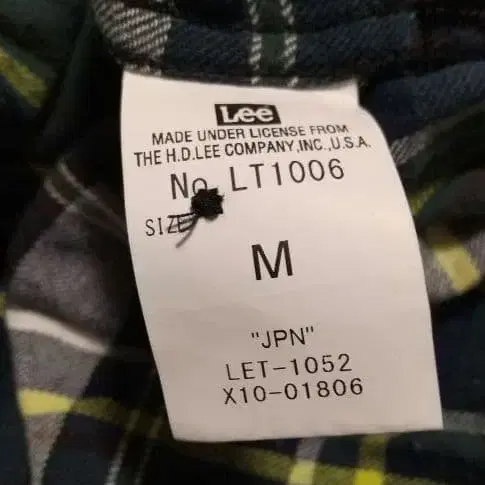 Lee
MADE UNDER LICENSE FROM
THE H.D.LEE COMPANY,INC.,U.S.A.
No. LT1006
SIZE
M
"JPN"
LET-1052
X10-01806